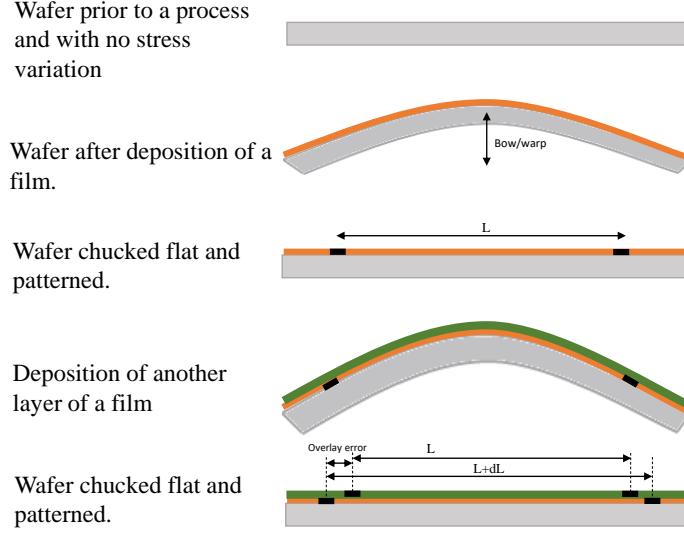 Wafer prior to a process
and with no stress
variation
Wafer after deposition of a
film.
Bow/warp
L
Wafer chucked flat and
patterned.
Deposition of another
layer of a film
Overlay error
L
L+dL
Wafer chucked flat and
patterned.